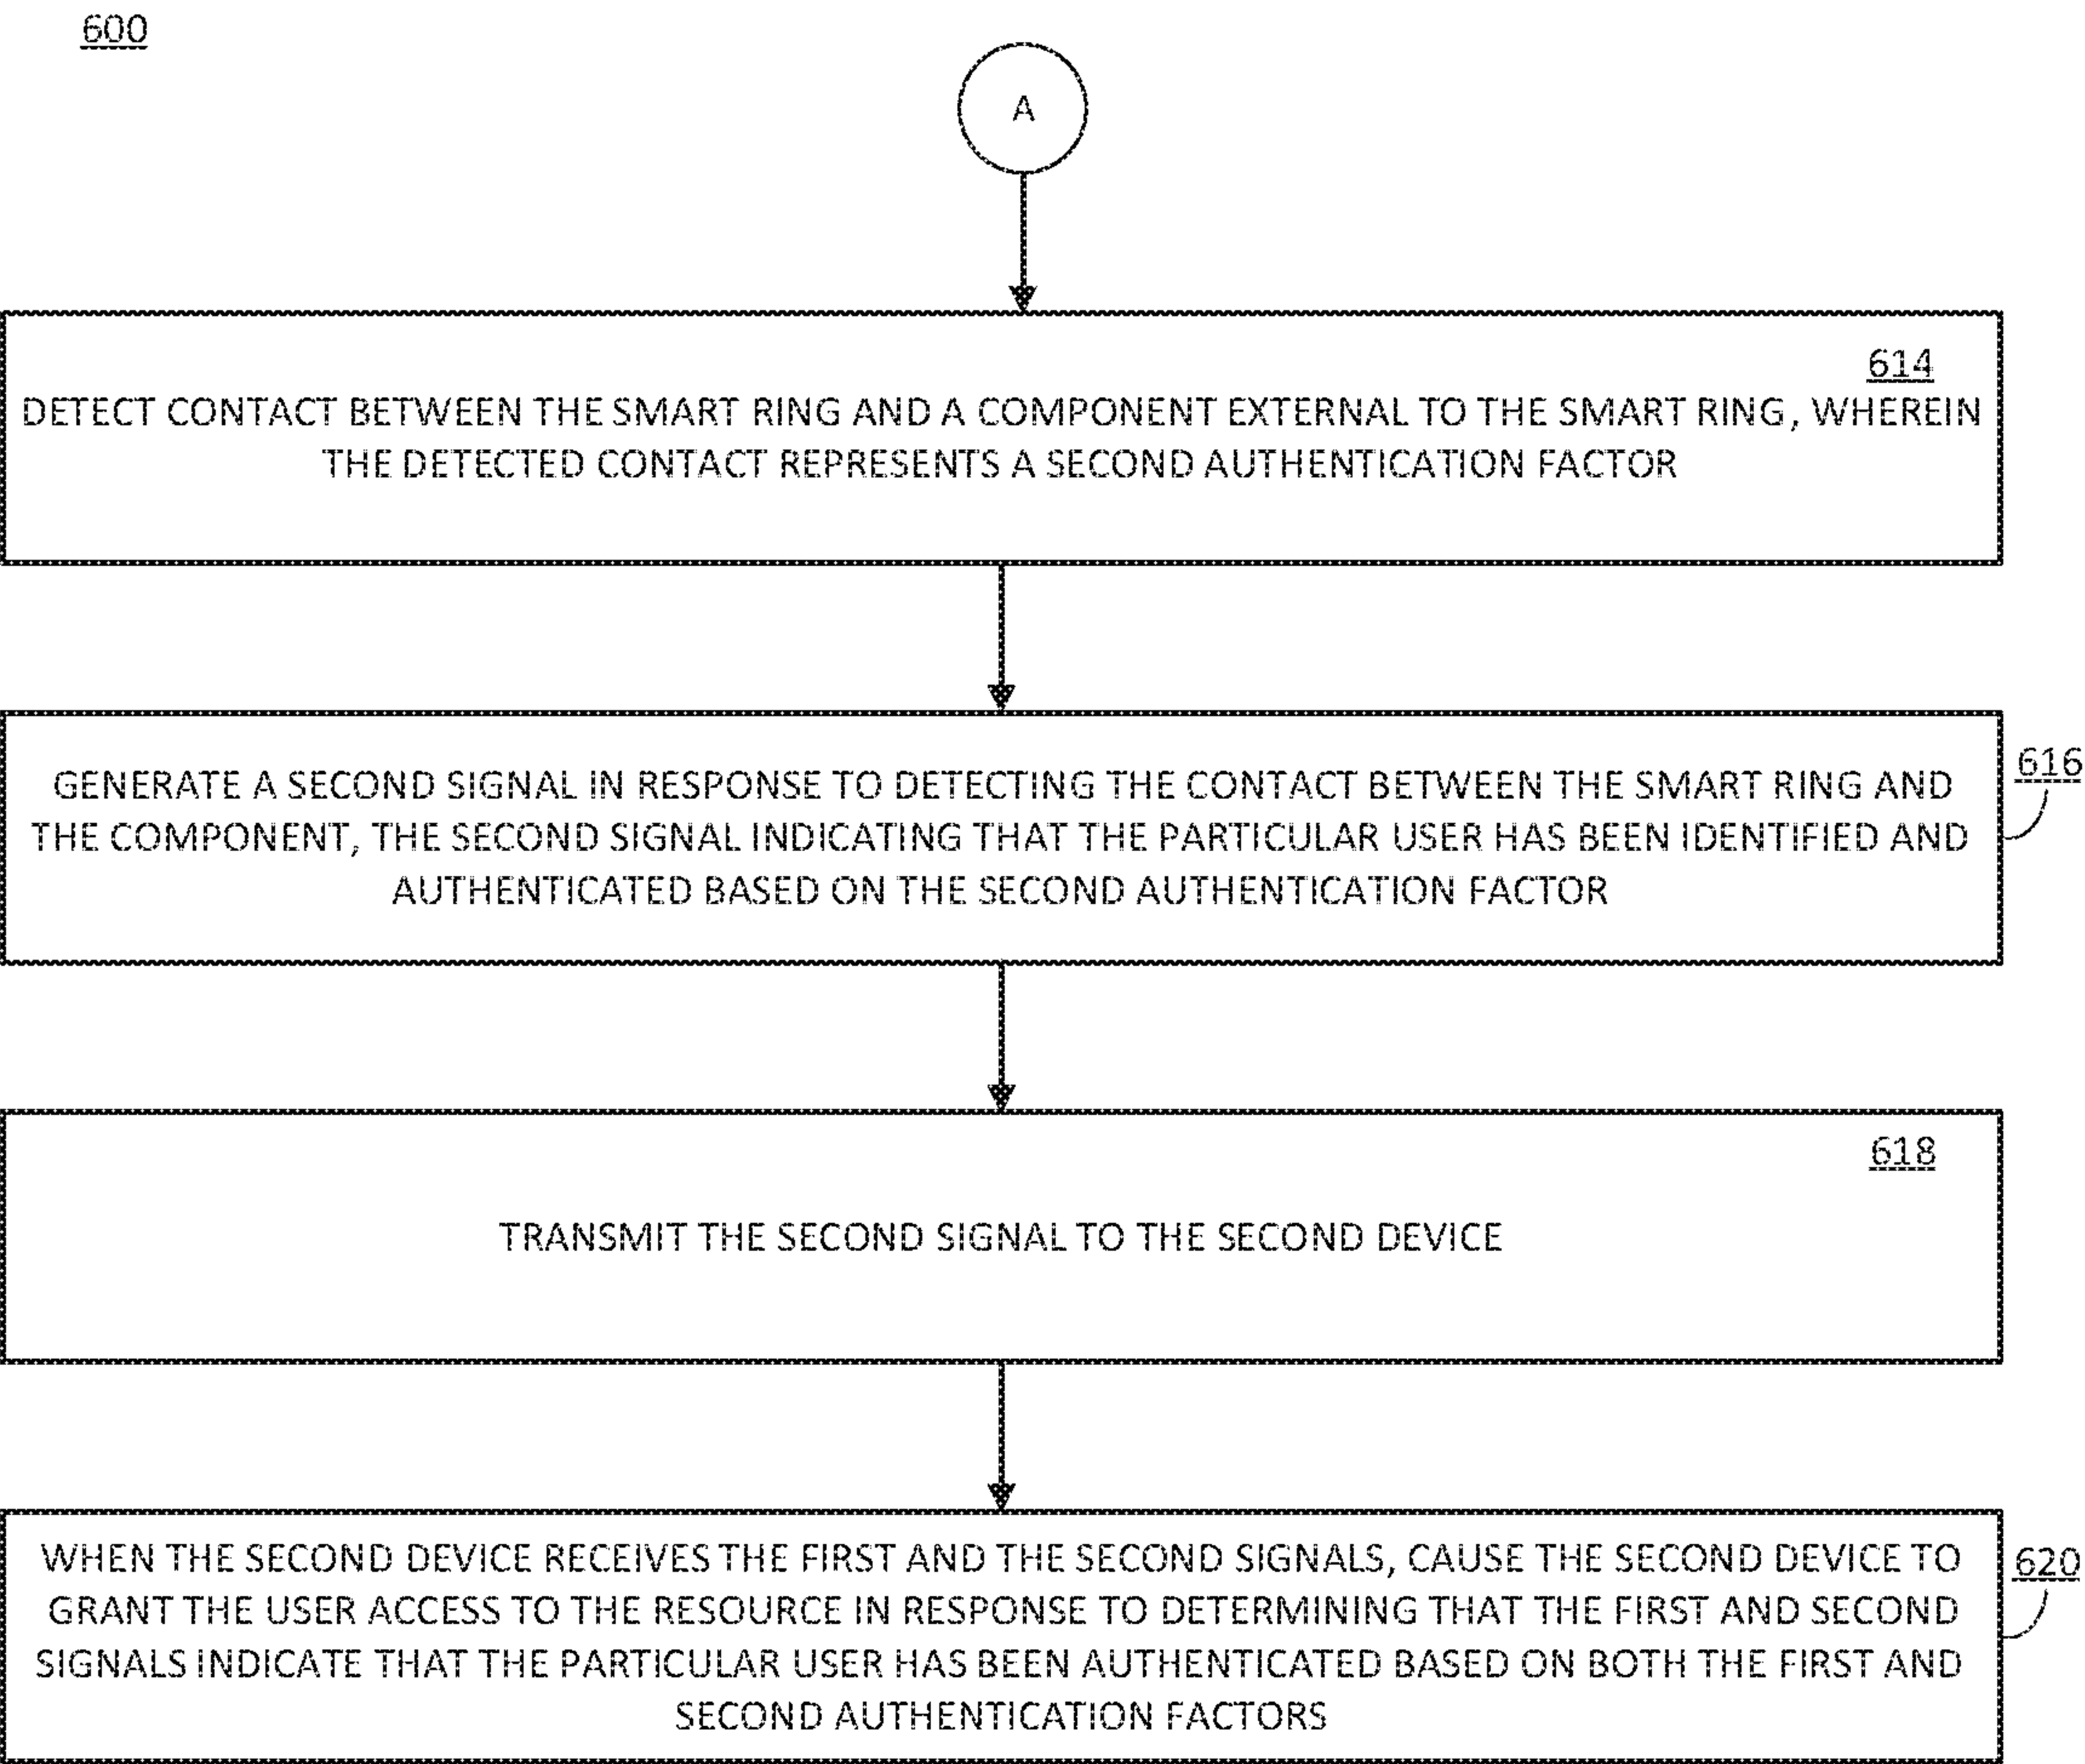 600
A
614
DETECT CONTACT BETWEEN THE SMART RING AND A COMPONENT EXTERNAL TO THE SMART RING, WHEREIN
THE DETECTED CONTACT REPRESENTS A SECOND AUTHENTICATION FACTOR
616
GENERATE A SECOND SIGNAL IN RESPONSE TO DETECTING THE CONTACT BETWEEN THE SMART RING AND
THE COMPONENT, THE SECOND SIGNAL INDICATING THAT THE PARTICULAR USER HAS BEEN IDENTIFIED AND
AUTHENTICATED BASED ON THE SECOND AUTHENTICATION FACTOR
618
TRANSMIT THE SECOND SIGNAL TO THE SECOND DEVICE
620
WHEN THE SECOND DEVICE RECEIVES THE FIRST AND THE SECOND SIGNALS, CAUSE THE SECOND DEVICE TO
GRANT THE USER ACCESS TO THE RESOURCE IN RESPONSE TO DETERMINING THAT THE FIRST AND SECOND
SIGNALS INDICATE THAT THE PARTICULAR USER HAS BEEN AUTHENTICATED BASED ON BOTH THE FIRST AND
SECOND AUTHENTICATION FACTORS